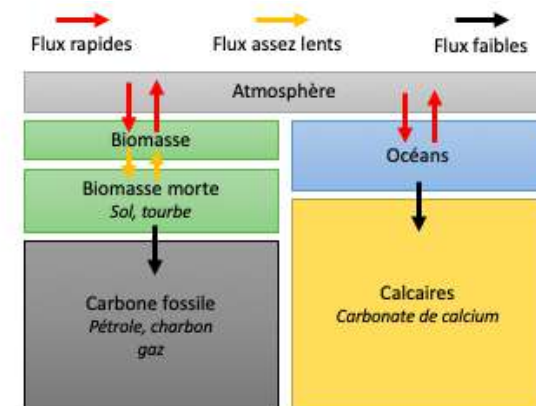 Flux rapides
Flux assez lents
Flux faibles
Atmosphère
Biomasse
Océans
Biomasse morte
Sol, tourbe
Carbone fossile
Pétrole, charbon
gaz
Calcaires
Carbonate de calcium